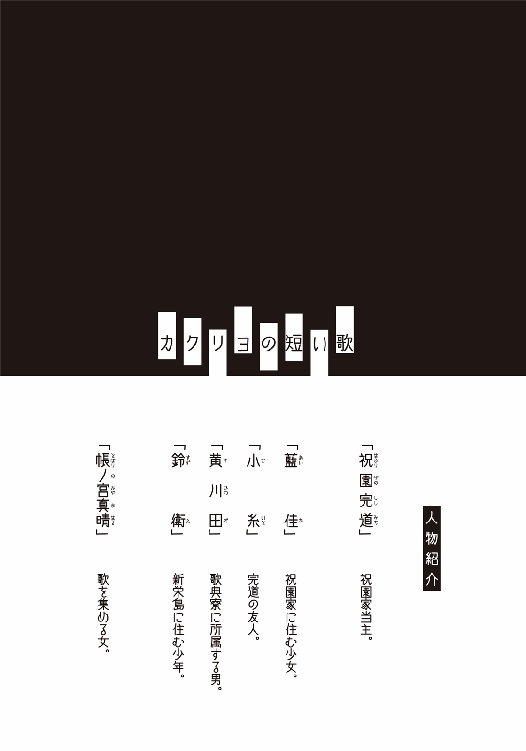 カクリヨの短い歌
人物紹介
「祝園完道」 祝園家当主。
「藍 佳」 祝園家に住む少女。
「小 糸」 完道の友人。
「黄川田」 歌典寮に所属する男。
「鈴 衛」 新栄島に住む少年。
「帳ノ宮真晴」 歌を集める女。